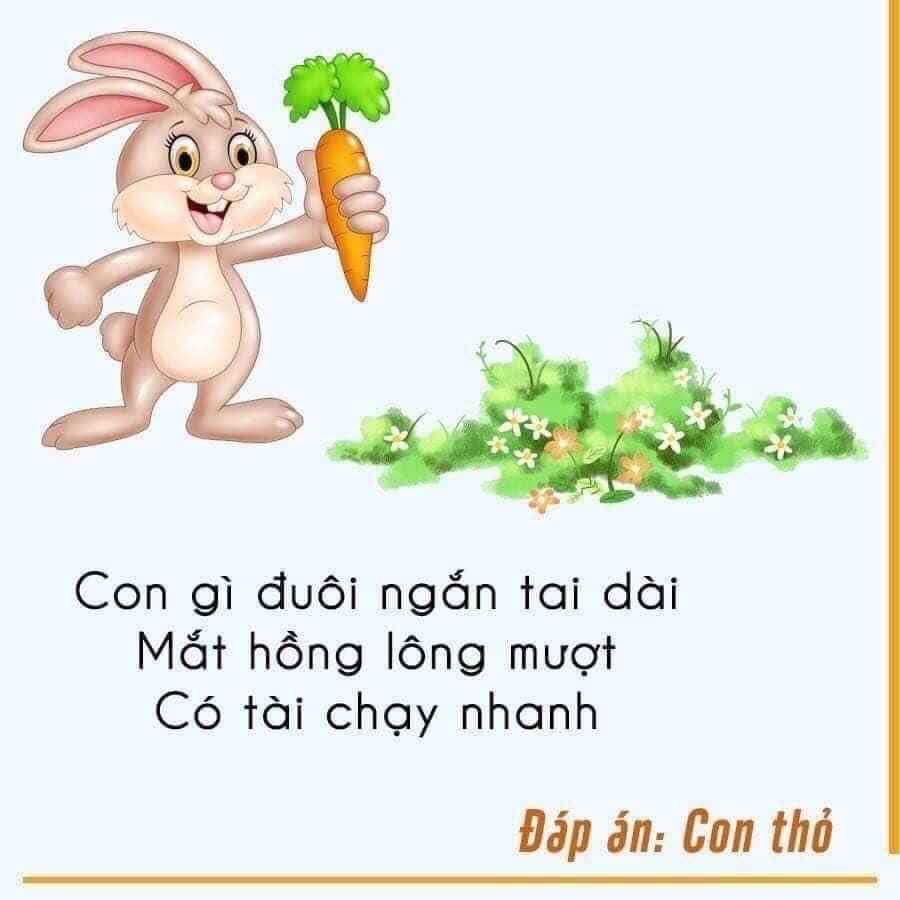 Con gì đuôi ngắn tai dài
Mắt hồng lông mượt
Có tài chạy nhanh
Đáp án: Con thỏ